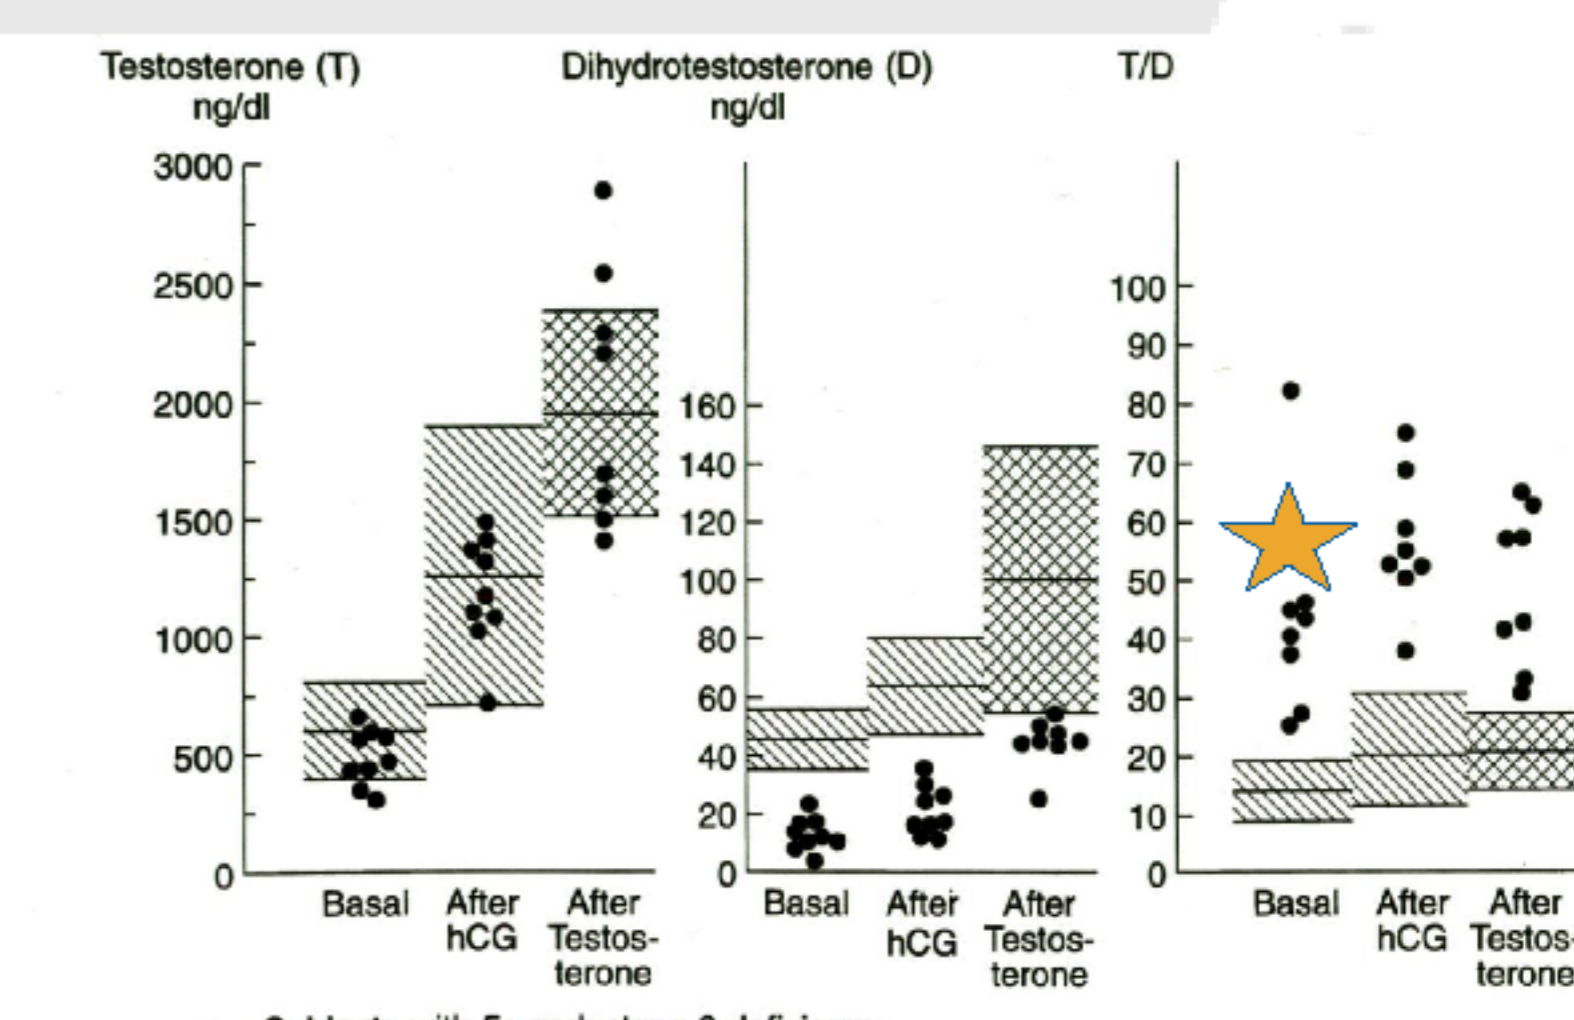 Testosterone (T)
ng/dl
3000
2500
2000
1500
1000
500
0
Basal
After
hCG
After
Testos-
terone
Dihydrotestosterone (D)
ng/dl
160
140
120
100
80
60
40
20
0
Basal
After
hCG
After
Testos-
terone
T/D
100
90
80
70
60
50
40
30
20
10
0
Basal
After
hCG
After
Testos-
terone